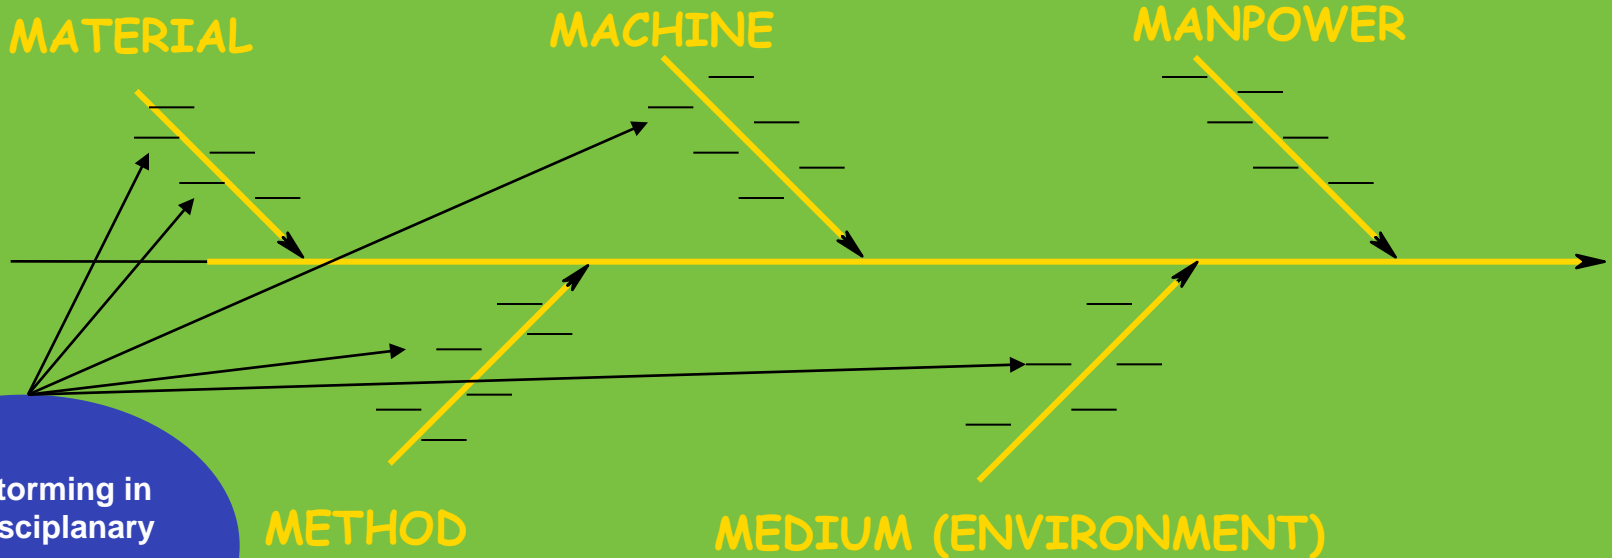 MATERIAL
MACHINE
MANPOWER
torming in
sciplanary
METHOD
MEDIUM (ENVIRONMENT)